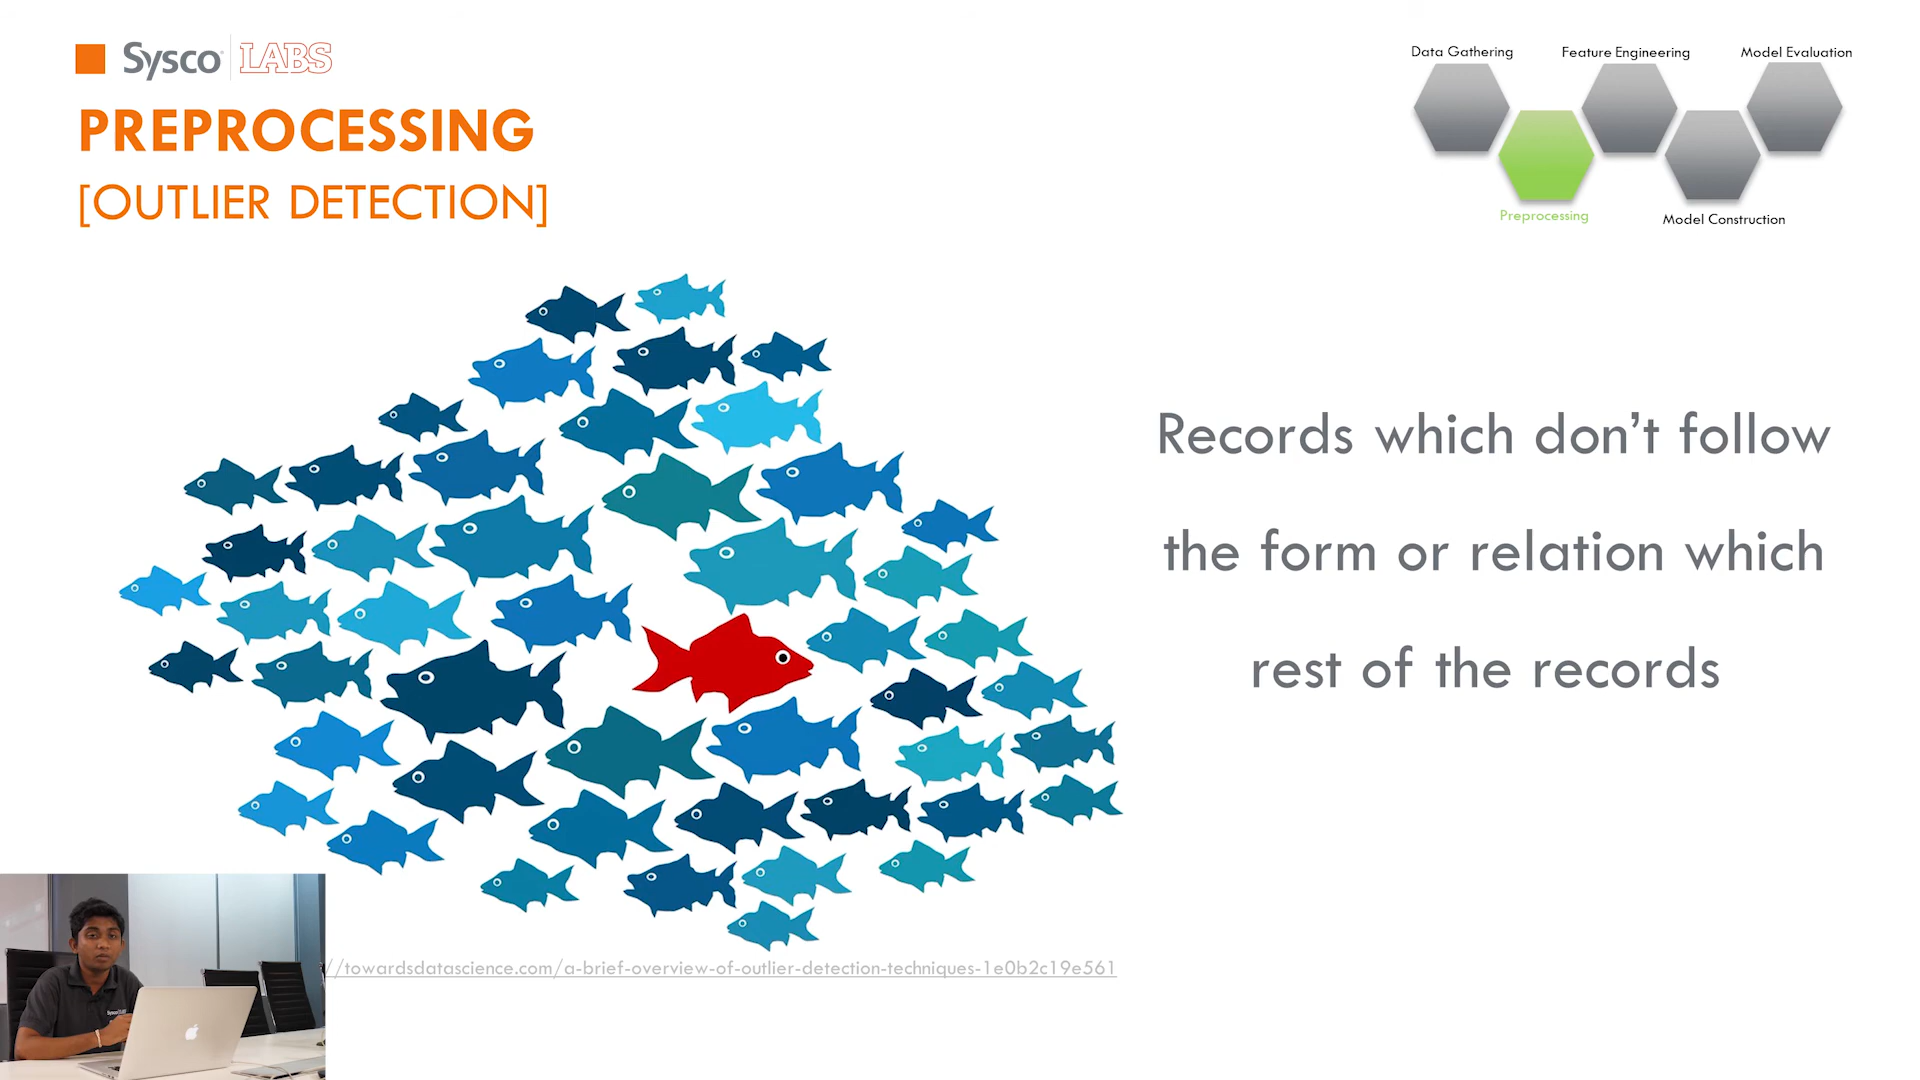 Sysco LABS
PREPROCESSING
[OUTLIER DETECTION]
Data Gathering
Feature Engineering
Model Evaluation
Preprocessing
Model Construction
Records which don't follow
the form or relation which
rest of the records
//towardsdatascience.com/a-brief-overview-of-outlier-detection-techniques-1e0b2c19e561